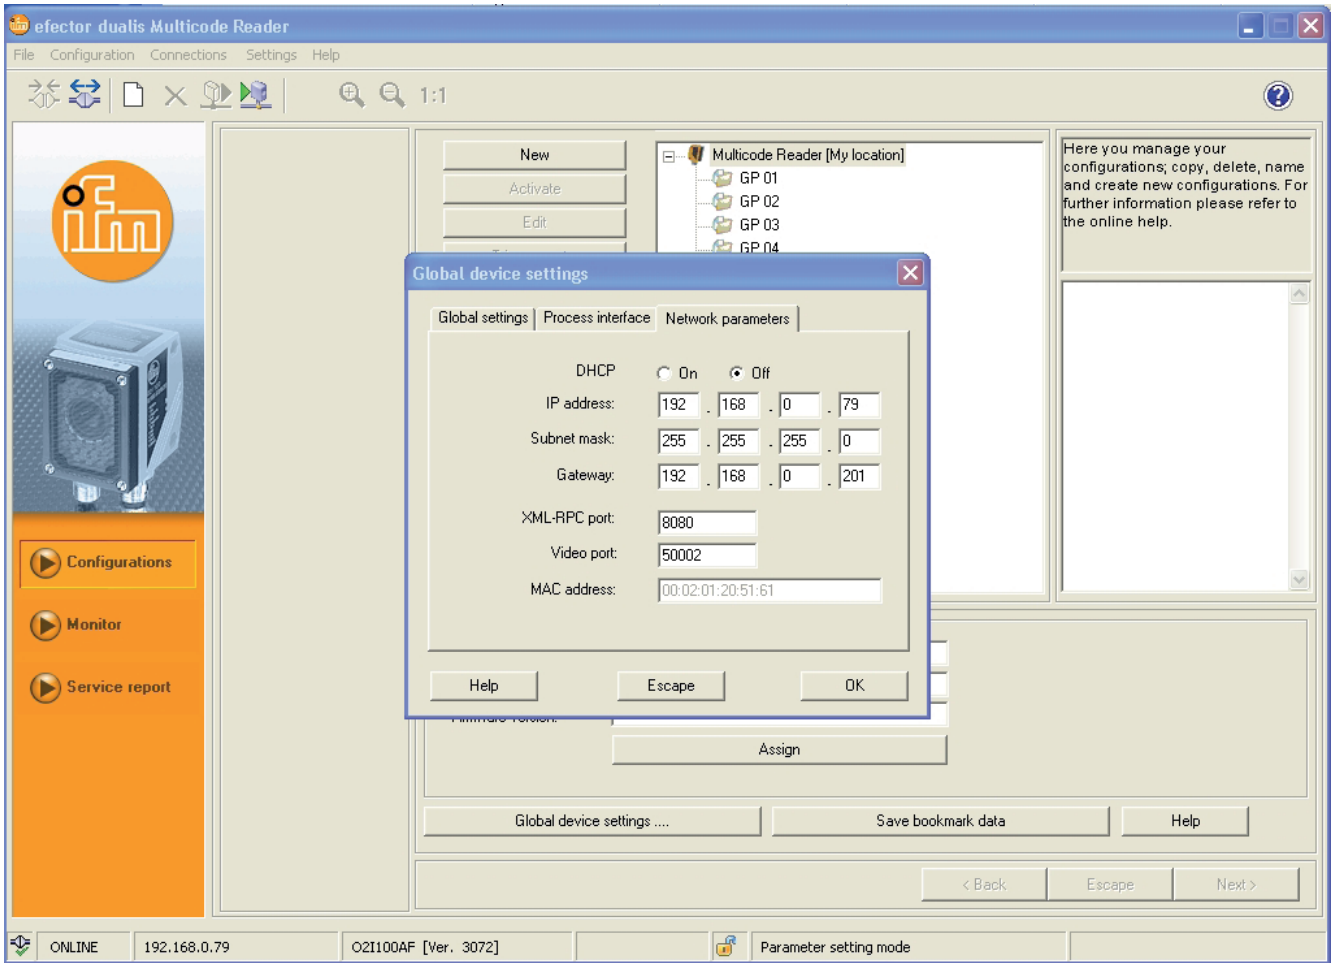 efector dualis Multicode Reader
File Configuration Connections Settings Help
1:1
ifm
New
Activate
Edit
Multicode Reader [My location]
GP 01
GP 02
GP 03
GP 04
Here you manage your
configurations; copy, delete, name
and create new configurations. For
further information please refer to
the online help.
Global device settings
Global settings Process interface Network parameters
DHCP On Off
IP address: 192 . 168 . 0 . 79
Subnet mask: 255 . 255 . 255 . 0
Gateway: 192 . 168 . 0 . 201
XML-RPC port: 8080
Video port: 50002
MAC address: 00:02:01:20:51:61
Help Escape OK
Configurations
Monitor
Service report
Assign
Global device settings .... Save bookmark data Help
< Back Escape Next >
ONLINE 192.168.0.79 O2I100AF [Ver. 3072] Parameter setting mode